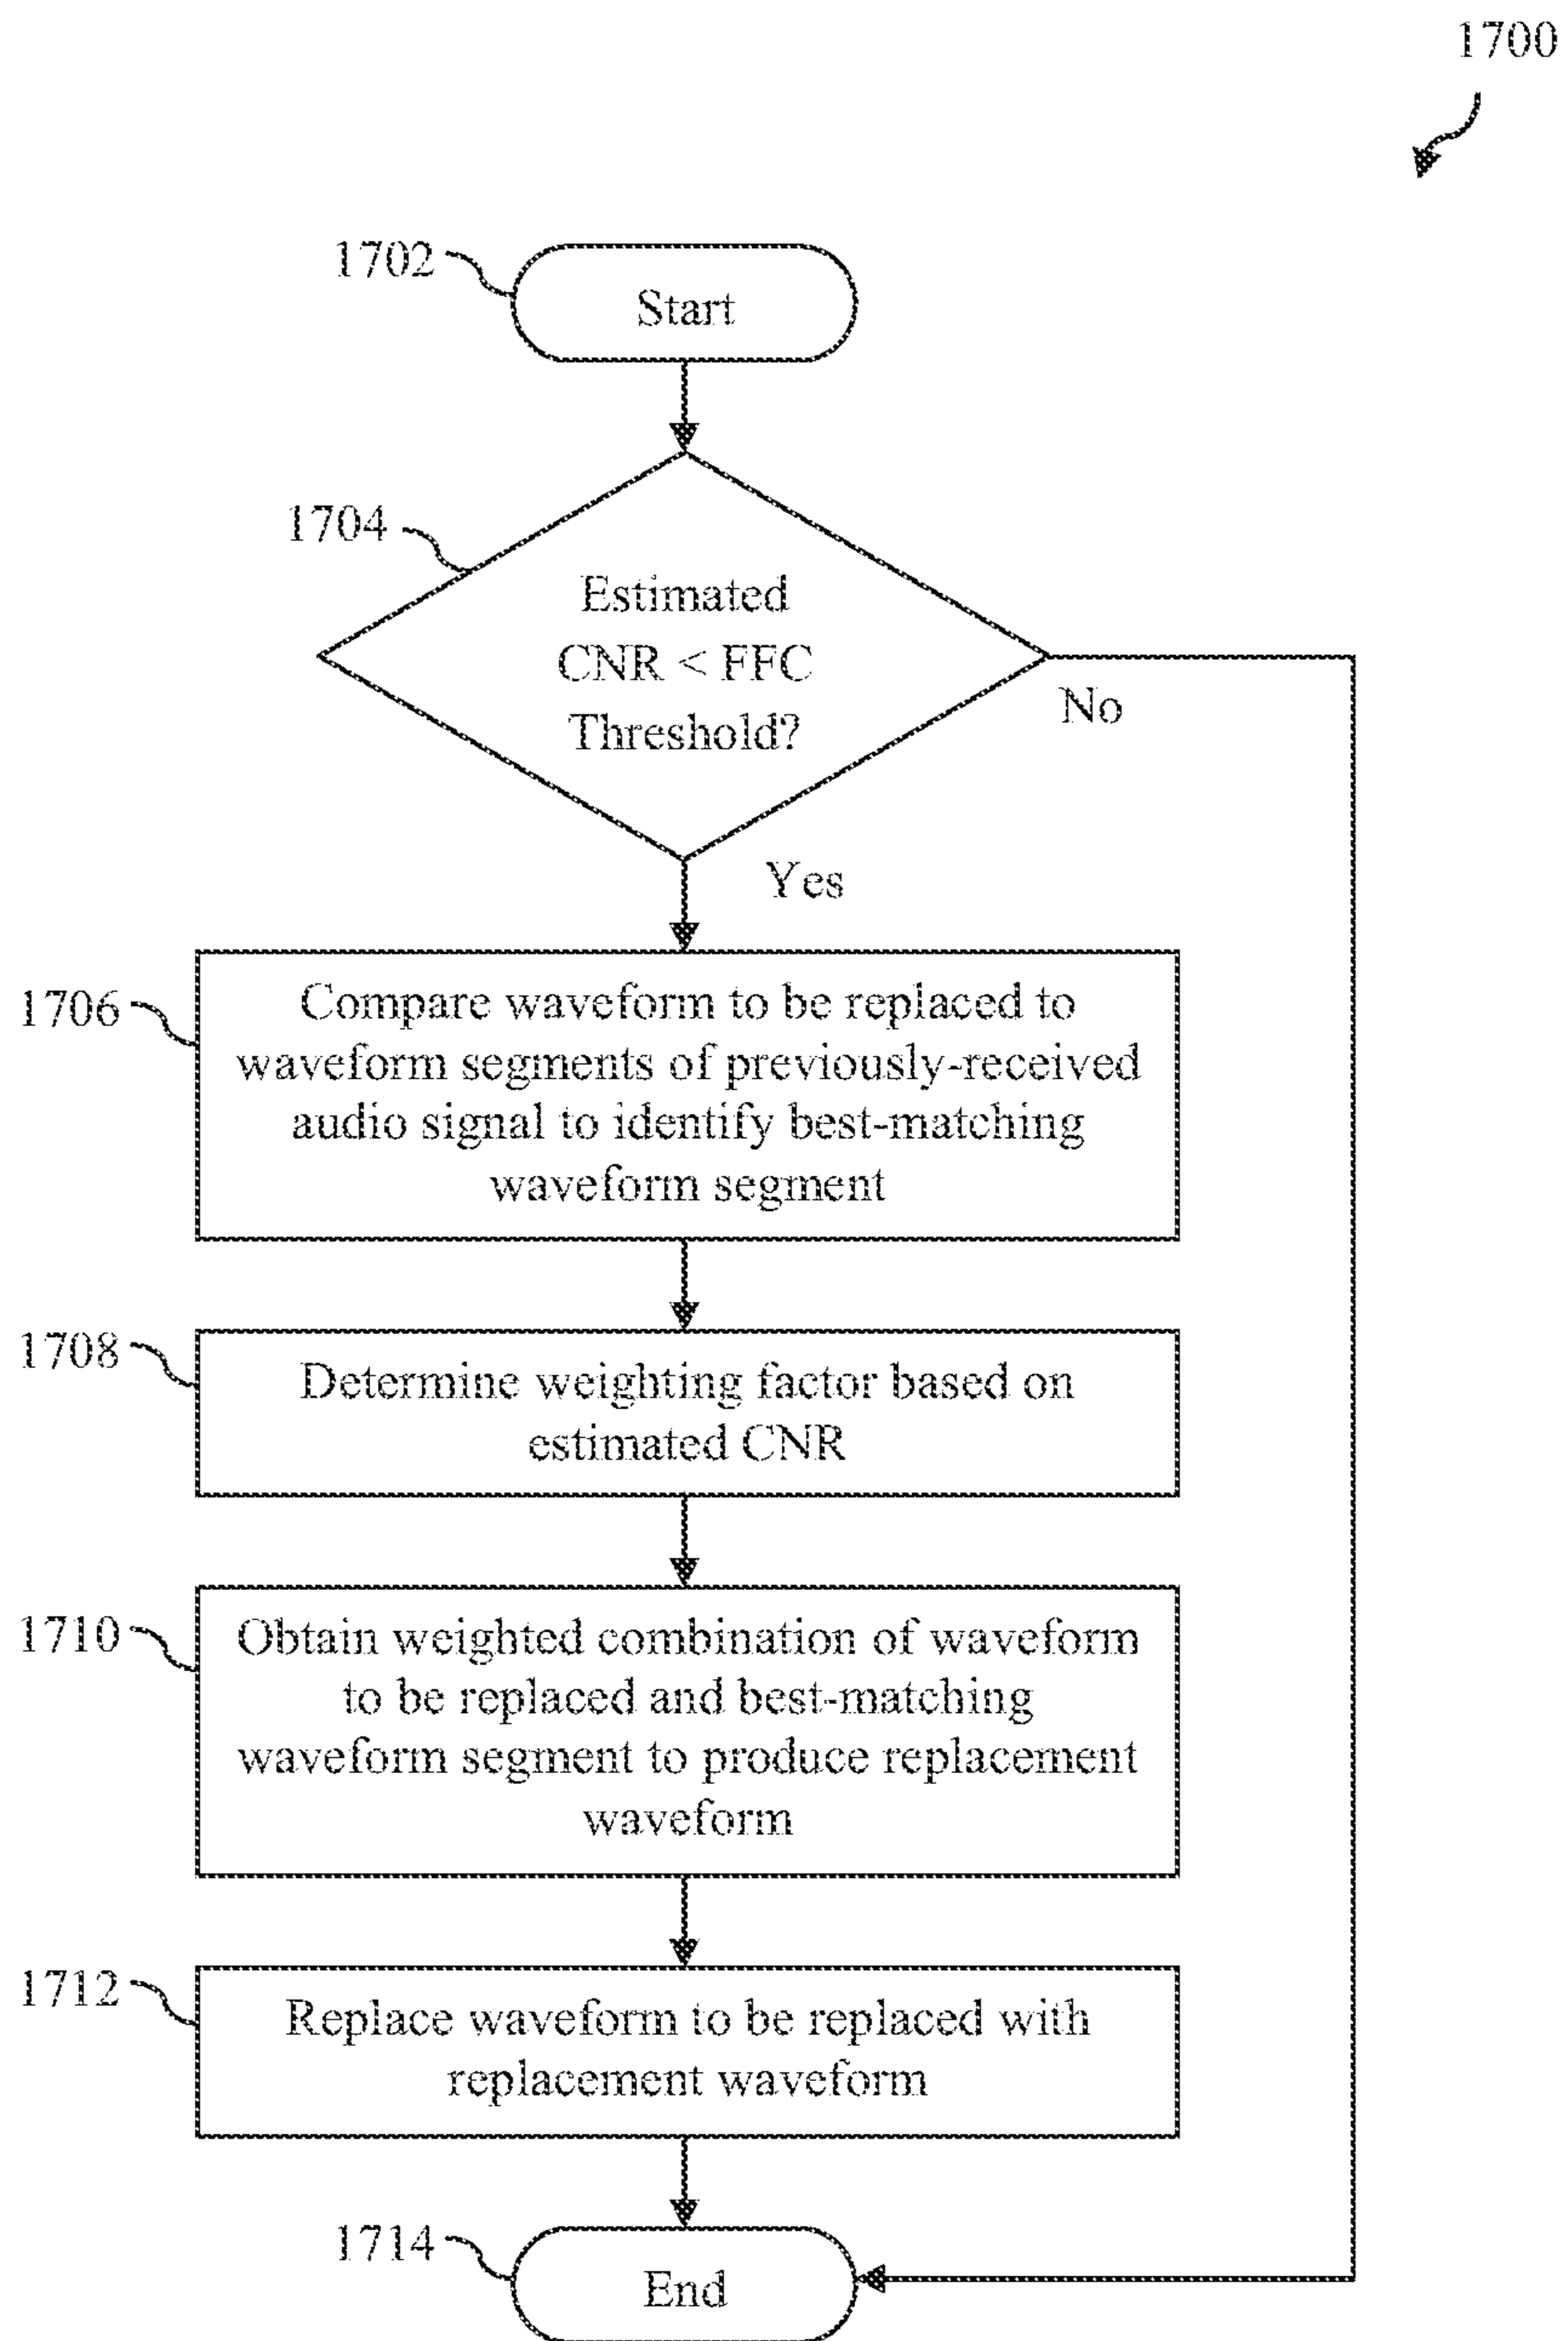 1700
1702
Start
1704
Estimated
CNR < FFC
Threshold?
No
Yes
1706
Compare waveform to be replaced to
waveform segments of previously-received
audio signal to identify best-matching
waveform segment
1708
Determine weighting factor based on
estimated CNR
1710
Obtain weighted combination of waveform
to be replaced and best-matching
waveform segment to produce replacement
waveform
1712
Replace waveform to be replaced with
replacement waveform
1714
End